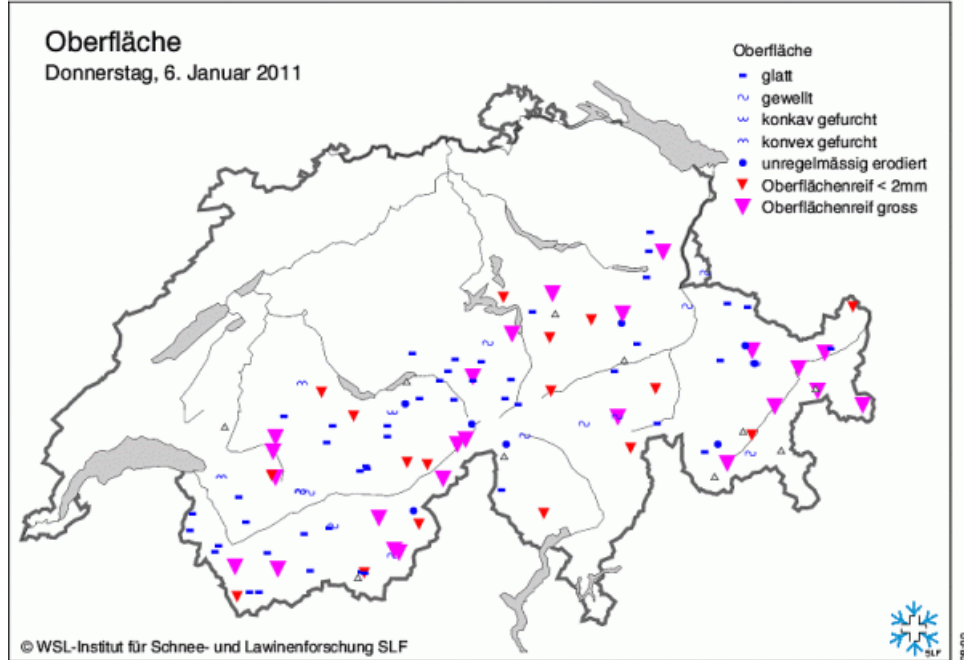 Oberfläche
Donnerstag, 6. Januar 2011
Oberfläche
glatt
gewellt
konkav gefurcht
konvex gefurcht
unregelmässig erodiert
Oberflächenreif < 2mm
Oberflächenreif gross
© WSL-Institut für Schnee- und Lawinenforschung SLF
SLF